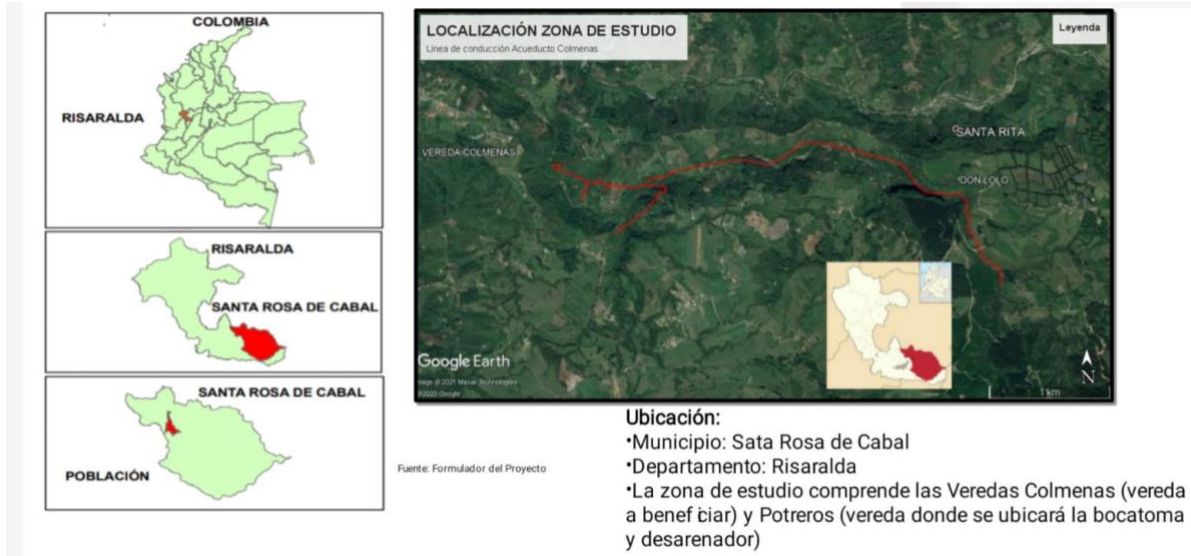 COLOMBIA
RISARALDA
RISARALDA
SANTA ROSA DE CABAL
SANTA ROSA DE CABAL
POBLACIÓN
LOCALIZACIÓN ZONA DE ESTUDIO
Línea de conducción Acueducto Colmenas
Leyenda
SANTA RITA
VEREDA COLMENAS
DON LOLO
Google Earth
©2020 Google
N
1 km
Fuente: Formulador del Proyecto
Ubicación:
•Municipio: Sata Rosa de Cabal
•Departamento: Risaralda
•La zona de estudio comprende las Veredas Colmenas (vereda
a benef ciar) y Potreros (vereda donde se ubicará la bocatoma
y desarenador)